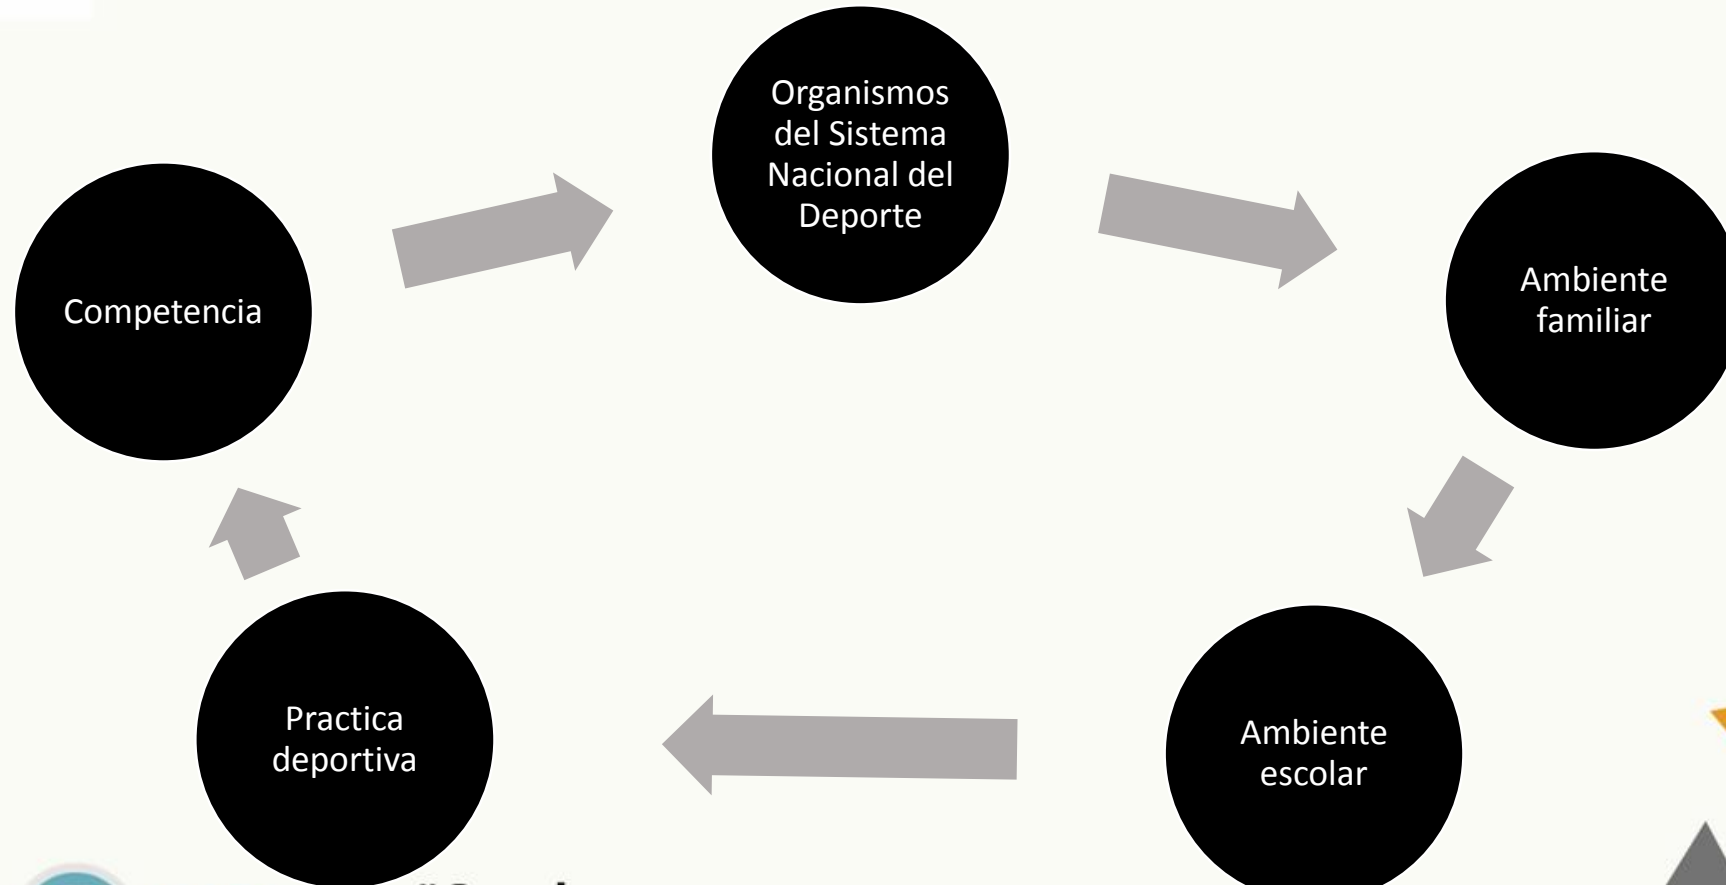 Organismos
del Sistema
Nacional del
Deporte
Ambiente
familiar
Ambiente
escolar
Practica
deportiva
Competencia